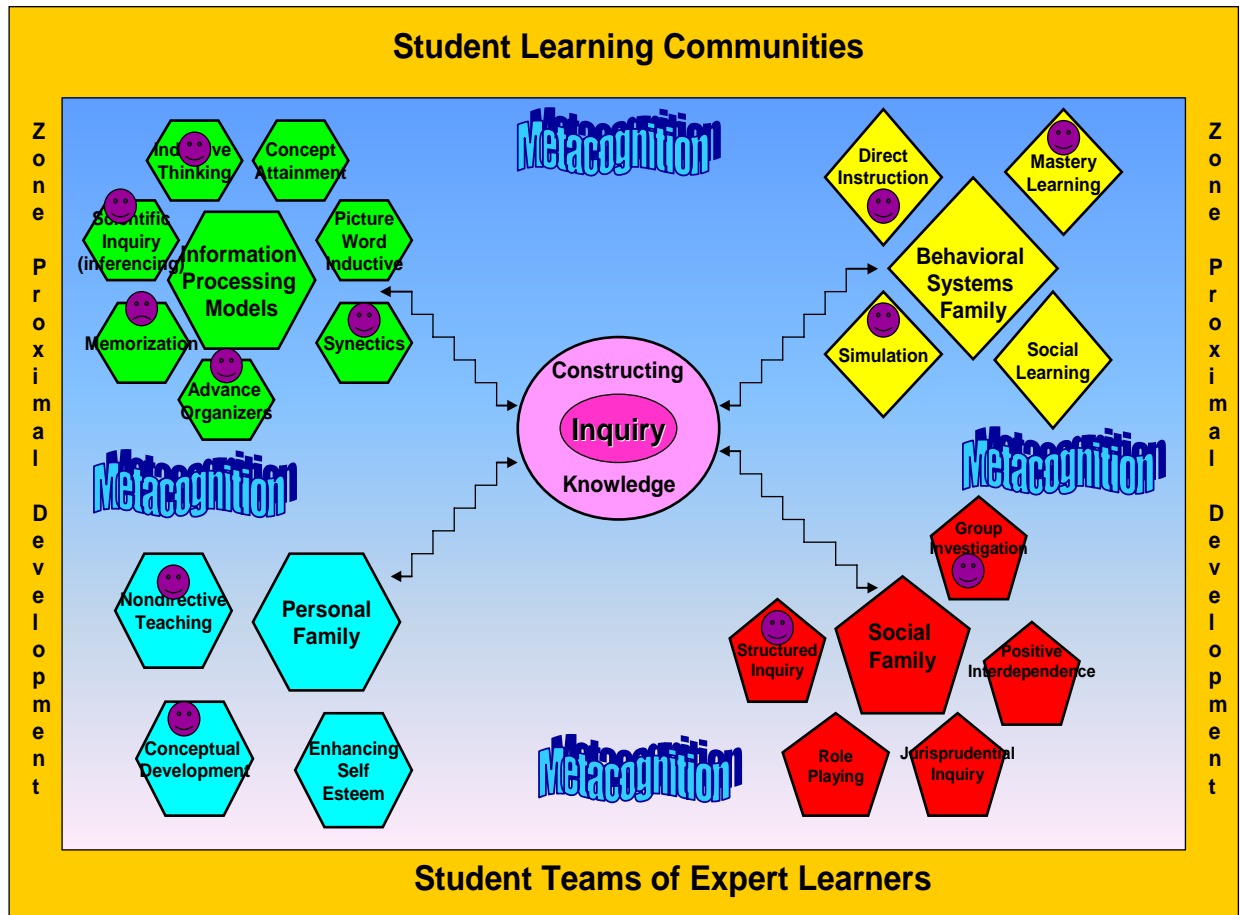 Student Learning Communities
Zone Proximal Development
Metacognition
Inductive
Thinking
Concept
Attainment
Scientific
Inquiry
(inferencing)
Information
Processing
Models
Picture
Word
Inductive
Memorization
Advance
Organizers
Synectics
Direct
Instruction
Mastery
Learning
Behavioral
Systems
Family
Simulation
Social
Learning
Constructing
Inquiry
Knowledge
Metacognition
Metacognition
Nondirective
Teaching
Personal
Family
Conceptual
Development
Enhancing
Self
Esteem
Group
Investigation
Structured
Inquiry
Social
Family
Positive
Interdependence
Role
Playing
Jurisprudential
Inquiry
Metacognition
Zone Proximal Development
Student Teams of Expert Learners